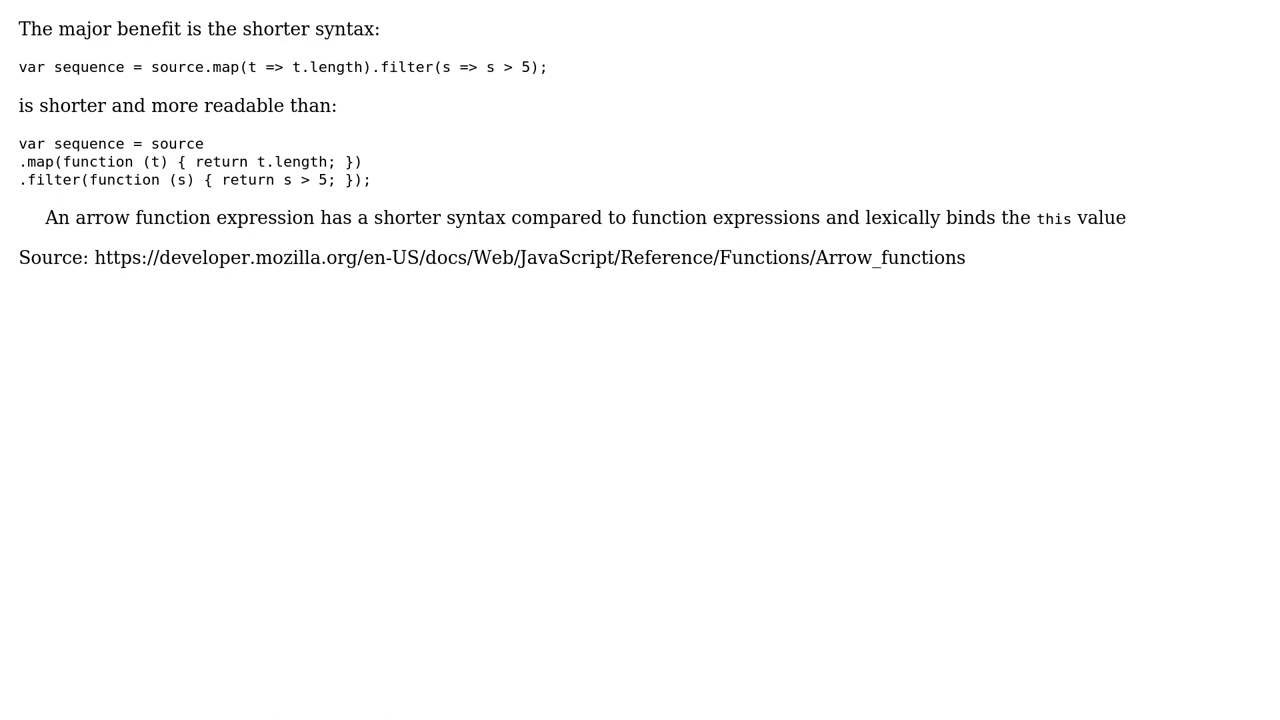 The major benefit is the shorter syntax:
var sequence = source.map(t => t.length).filter(s => s > 5);
is shorter and more readable than:
var sequence = source
.map(function (t) { return t.length; })
.filter(function (s) { return s > 5; });
An arrow function expression has a shorter syntax compared to function expressions and lexically binds the this value
Source: https://developer.mozilla.org/en-US/docs/Web/JavaScript/Reference/Functions/Arrow_functions